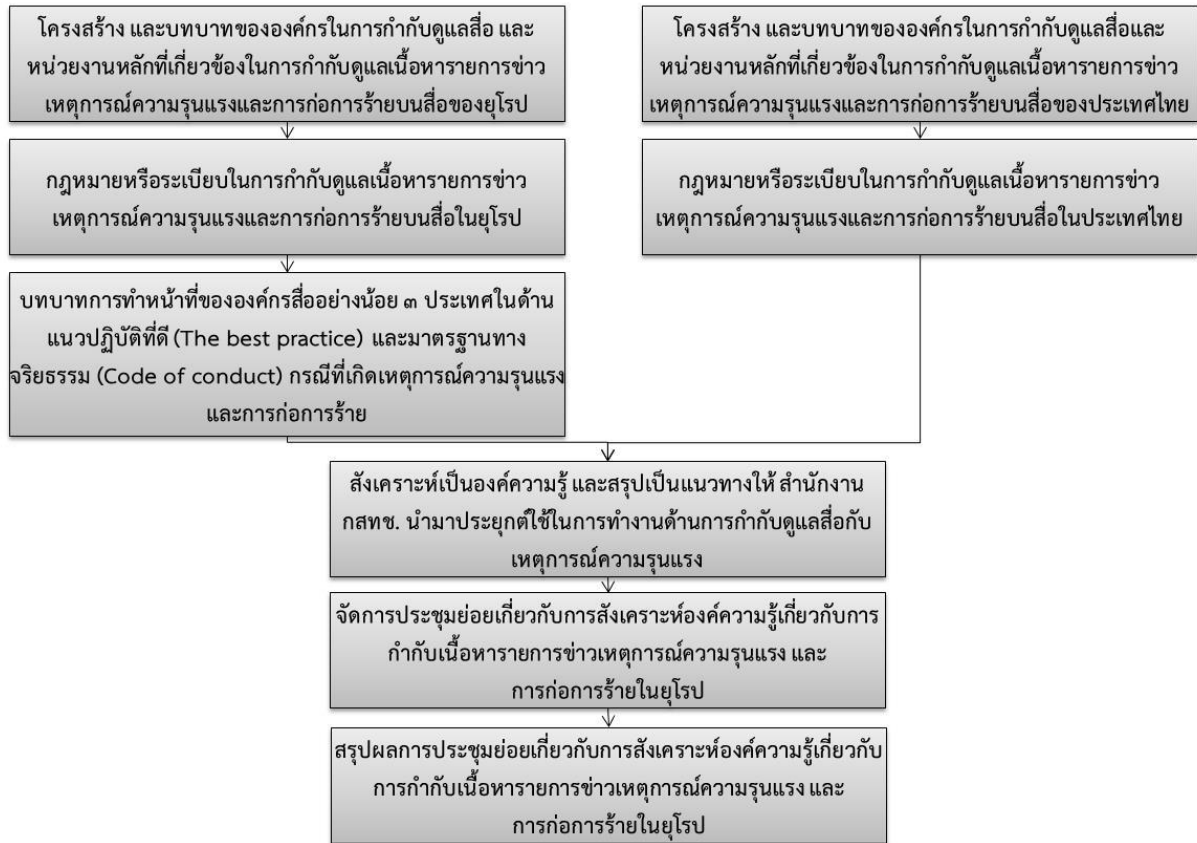 โครงสร้าง และบทบาทขององค์กรในการกำกับดูแลสื่อ และ
หน่วยงานหลักที่เกี่ยวข้องในการกำกับดูแลเนื้อหารายการข่าว
เหตุการณ์ความรุนแรงและการก่อการร้ายบนสื่อของยุโรป
กฎหมายหรือระเบียบในการกำกับดูแลเนื้อหารายการข่าว
เหตุการณ์ความรุนแรงและการก่อการร้ายบนสื่อในยุโรป
บทบาทการทำหน้าที่ขององค์กรสื่ออย่างน้อย ๓ ประเทศในด้าน
แนวปฏิบัติที่ดี (The best practice) และมาตรฐานทาง
จริยธรรม (Code of conduct) กรณีที่เกิดเหตุการณ์ความรุนแรง
และการก่อการร้าย
โครงสร้าง และบทบาทขององค์กรในการกำกับดูแลสื่อและ
หน่วยงานหลักที่เกี่ยวข้องในการกำกับดูแลเนื้อหารายการข่าว
เหตุการณ์ความรุนแรงและการก่อการร้ายบนสื่อของประเทศไทย
กฎหมายหรือระเบียบในการกำกับดูแลเนื้อหารายการข่าว
เหตุการณ์ความรุนแรงและการก่อการร้ายบนสื่อในประเทศไทย
สังเคราะห์เป็นองค์ความรู้ และสรุปเป็นแนวทางให้ สำนักงาน
กสทช. นำมาประยุกต์ใช้ในการทำงานด้านการกำกับดูแลสื่อกับ
เหตุการณ์ความรุนแรง
จัดการประชุมย่อยเกี่ยวกับการสังเคราะห์องค์ความรู้เกี่ยวกับการ
กำกับเนื้อหารายการข่าวเหตุการณ์ความรุนแรง และ
การก่อการร้ายในยุโรป
สรุปผลการประชุมย่อยเกี่ยวกับการสังเคราะห์องค์ความรู้เกี่ยวกับ
การกำกับเนื้อหารายการข่าวเหตุการณ์ความรุนแรง และ
การก่อการร้ายในยุโรป